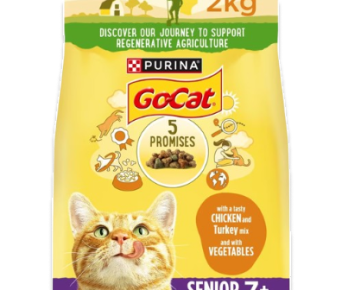 2kg
DISCOVER OUR JOURNEY TO SUPPORT
REGENERATIVE AGRICULTURE
PURINA
GoCat
5
PROMISES
with a tasty
CHICKEN and
Turkey mix
and with
VEGETABLES
SENIOR 7+